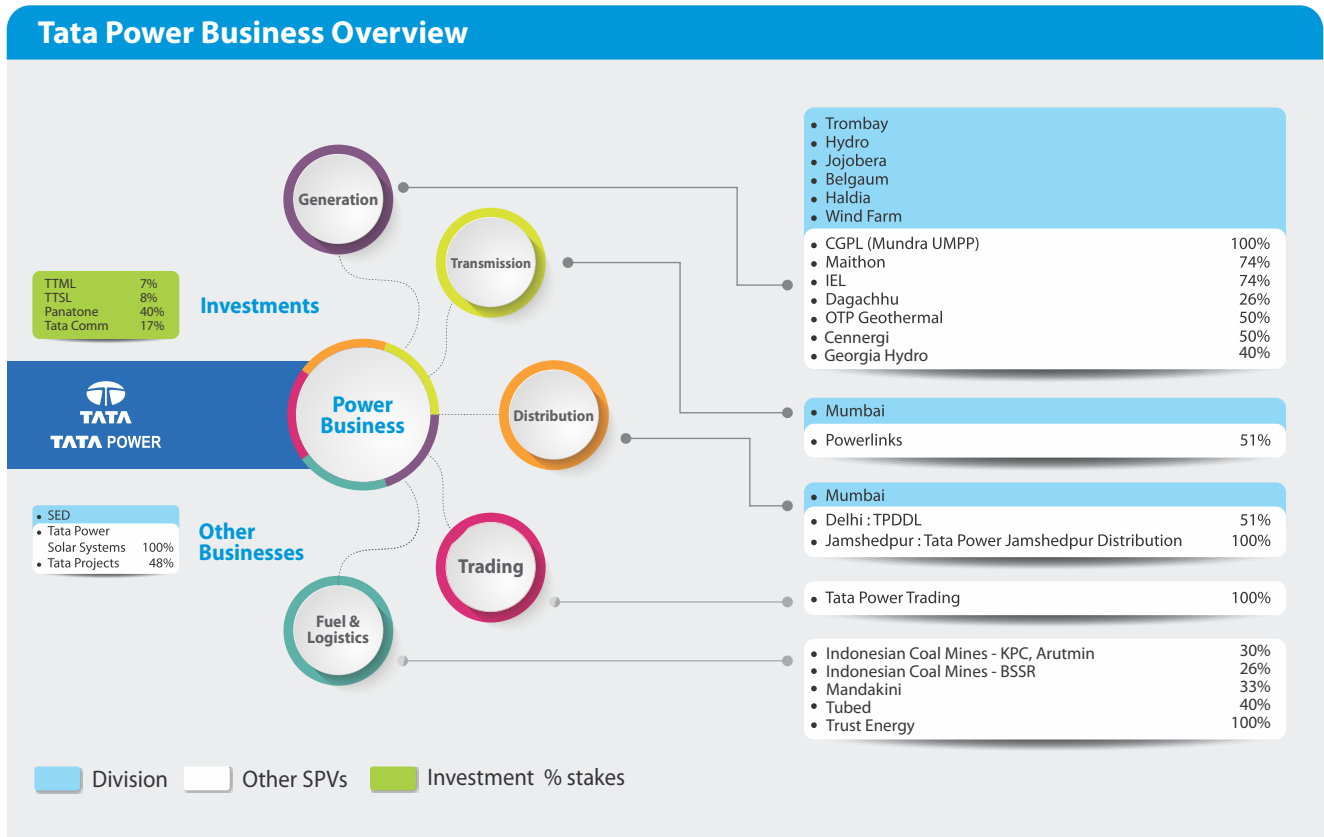 Tata Power Business Overview
Generation
Transmission
Distribution
Trading
Fuel &
Logistics
Power
Business
Investments
TTML 7%
TTSL 8%
Panatone 40%
Tata Comm 17%
TATA
TATA POWER
Other
Businesses
• SED
• Tata Power
Solar Systems 100%
• Tata Projects 48%
• Trombay
• Hydro
• Jojobera
• Belgaum
• Haldia
• Wind Farm
• CGPL (Mundra UMPP) 100%
• Maithon 74%
• IEL 74%
• Dagachhu 26%
• OTP Geothermal 50%
• Cennergi 50%
• Georgia Hydro 40%
• Mumbai
• Powerlinks 51%
• Mumbai
• Delhi : TPDDL 51%
• Jamshedpur : Tata Power Jamshedpur Distribution 100%
• Tata Power Trading 100%
• Indonesian Coal Mines - KPC, Arutmin 30%
• Indonesian Coal Mines - BSSR 26%
• Mandakini 33%
• Tubed 40%
• Trust Energy 100%
Division
Other SPVs
Investment % stakes